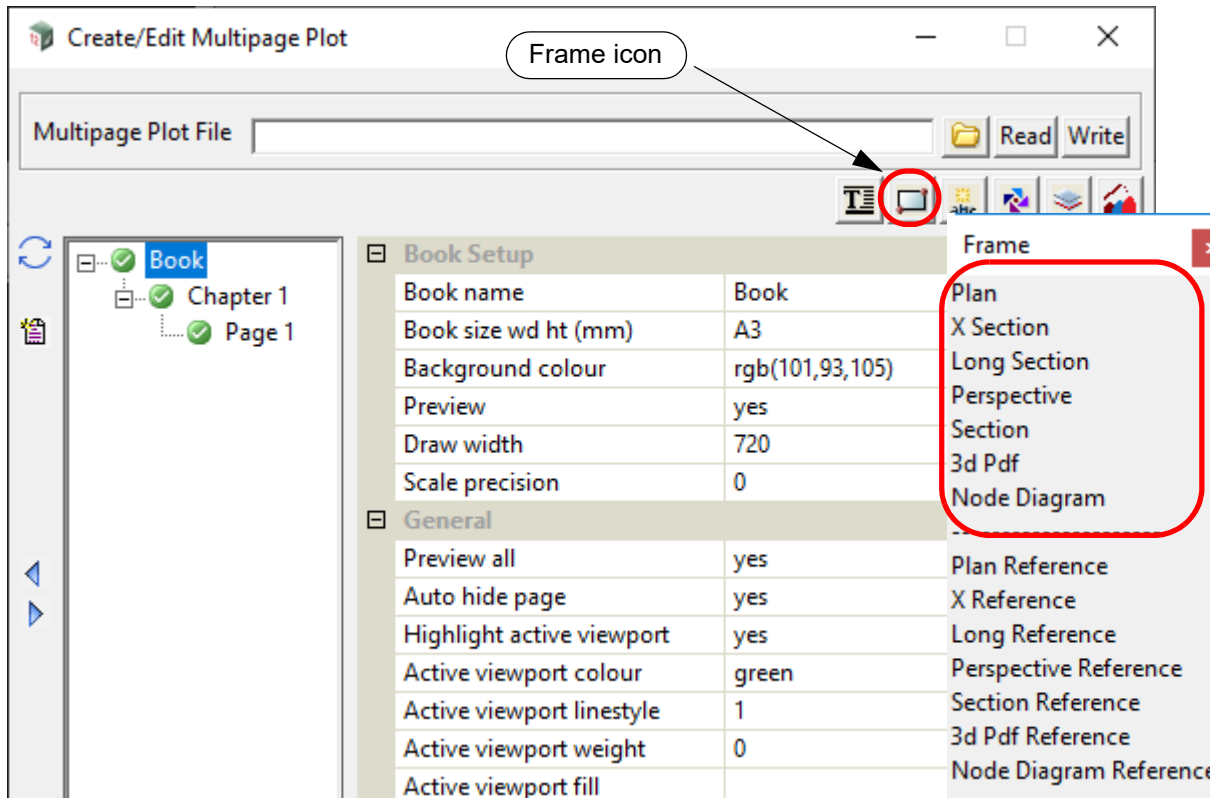 Create/Edit Multipage Plot
Frame icon
Multipage Plot File
Read Write
T abc
Book
Chapter 1
Page 1
Book Setup
Book name Book
Book size wd ht (mm) A3
Background colour rgb(101,93,105)
Preview yes
Draw width 720
Scale precision 0
General
Preview all yes
Auto hide page yes
Highlight active viewport yes
Active viewport colour green
Active viewport linestyle 1
Active viewport weight 0
Active viewport fill
Frame
Plan
X Section
Long Section
Perspective
Section
3d Pdf
Node Diagram
Plan Reference
X Reference
Long Reference
Perspective Reference
Section Reference
3d Pdf Reference
Node Diagram Reference